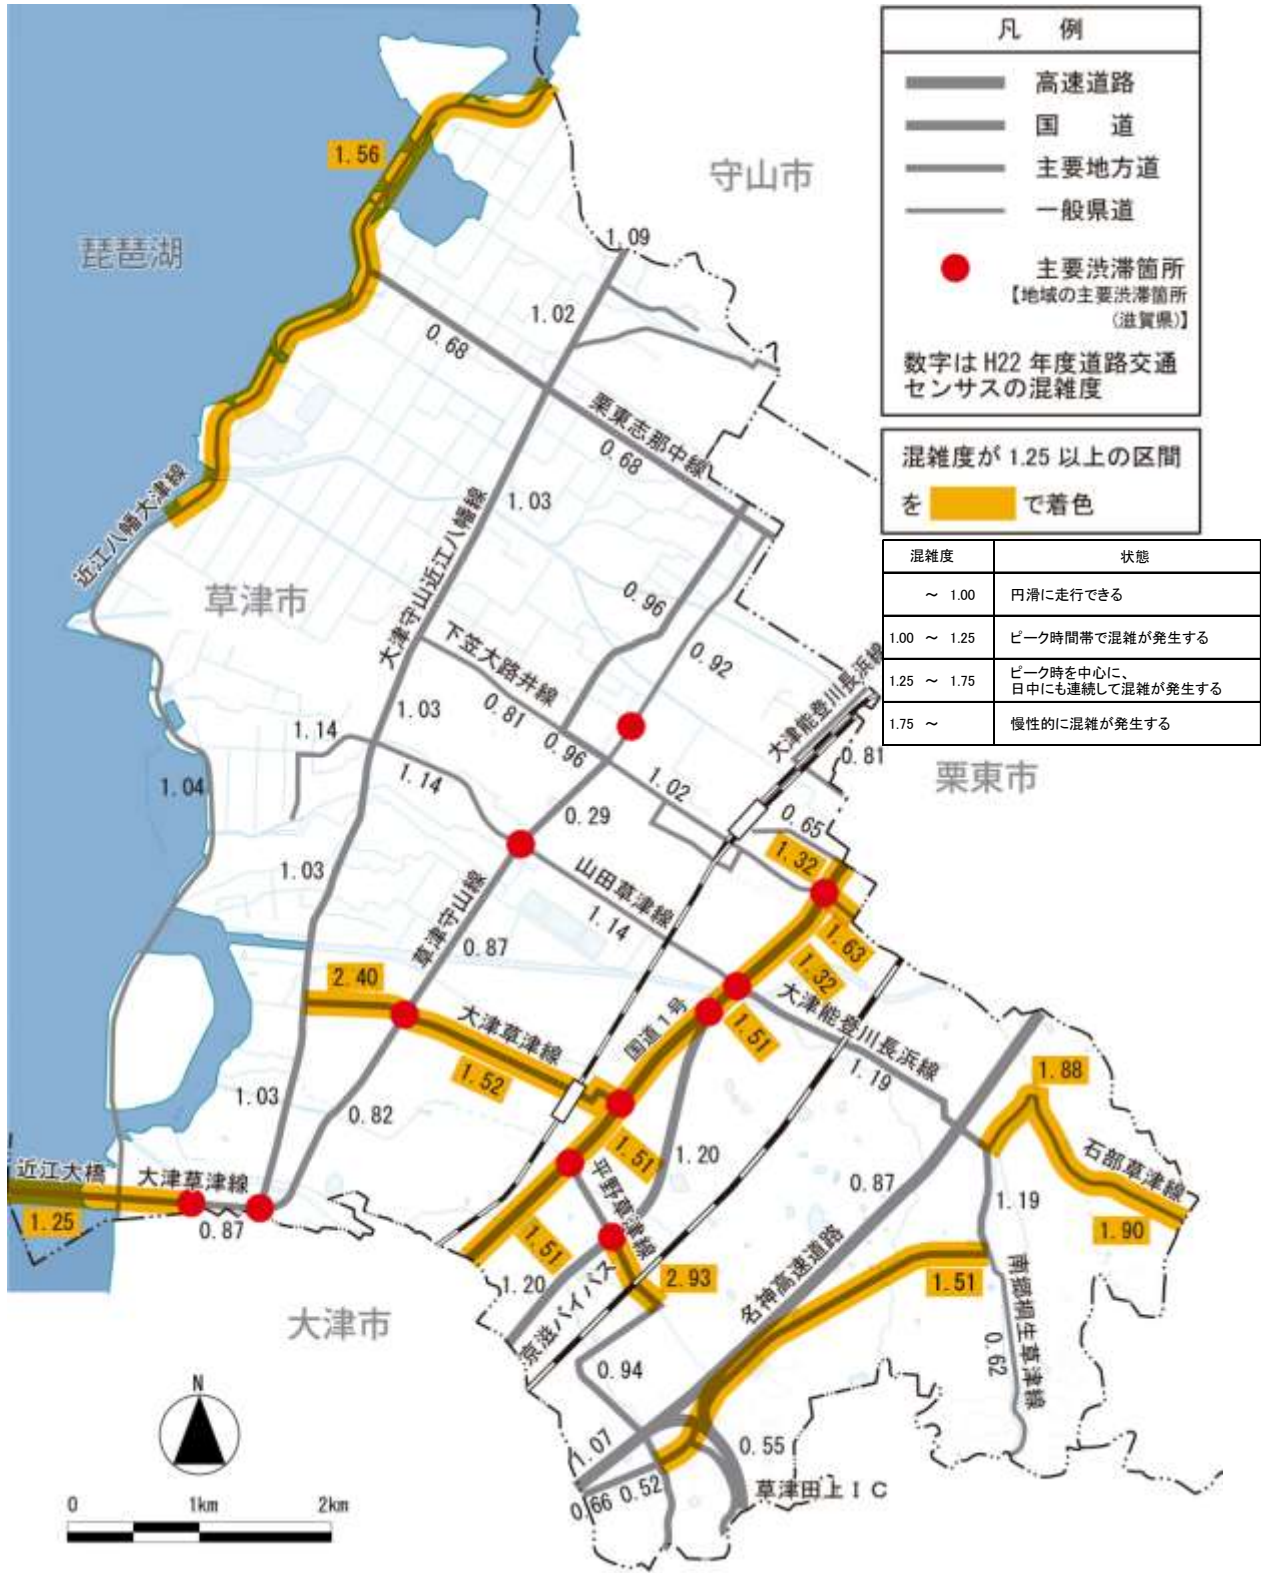 凡 例
高速道路
国 道
主要地方道
一般県道
主要渋滞箇所
【地域の主要渋滞箇所
（滋賀県）】
数字は H22 年度道路交通
センサスの混雑度
混雑度が 1.25 以上の区間
を で着色
混雑度 状態
～ 1.00 円滑に走行できる
1.00 ～ 1.25 ピーク時間帯で混雑が発生する
1.25 ～ 1.75 ピーク時を中心に、
日中にも連続して混雑が発生する
1.75 ～ 慢性的に混雑が発生する
1.56
守山市
琵琶湖
1.09
1.02
0.68
栗東志那中線
0.68
近江八幡大津線
1.03
大津守山近江八幡線
草津市
0.96
下笠大路井線
0.92
大津能登川長浜線
0.81
1.03
0.81
0.96
1.14
1.14
1.04
1.02
栗東市
0.29
0.65
1.32
1.03
山田草津線
草津守山線
1.14
0.87
1.63
1.32
2.40
大津草津線
国道1号
1.51
大津能登川長浜線
1.52
1.19
1.88
1.03
0.82
1.51
1.20
石部草津線
近江大橋
大津草津線
平野草津線
0.87
1.19
1.25
0.87
1.51
1.90
1.20
2.93
名神高速道路
1.51
南郷桐生草津線
大津市
京滋バイパス
0.94
0.62
N
1.07
0.55
0.66
0.52
草津田上IC
0 1km 2km